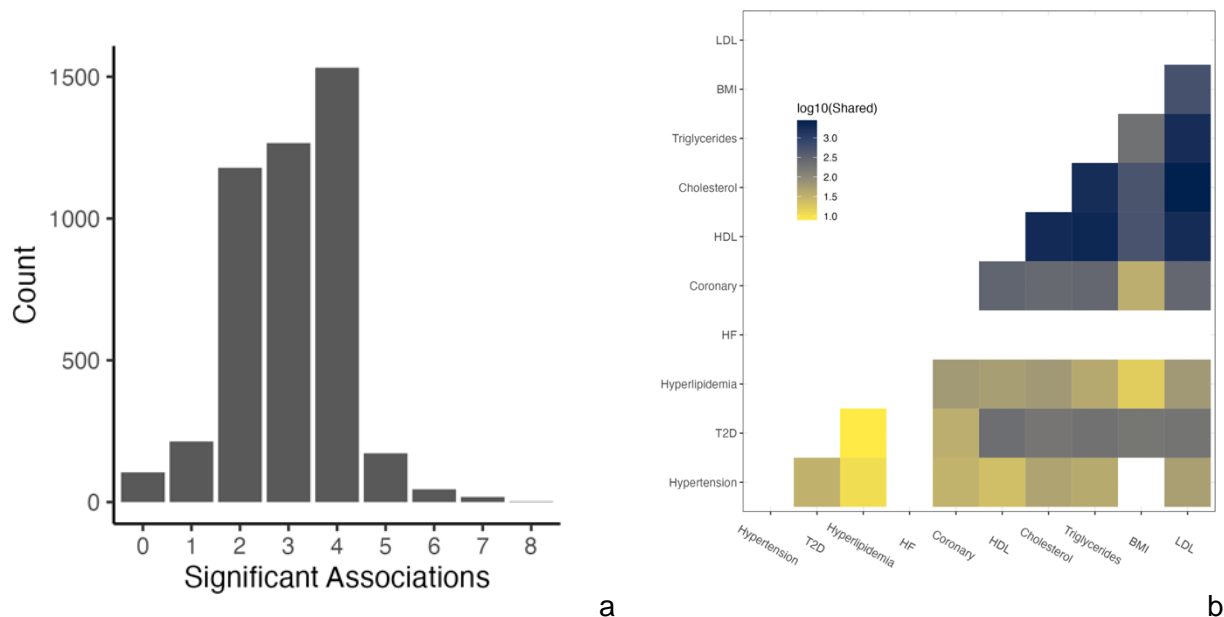 1500
1000
500
0
Count
0 1 2 3 4 5 6 7 8
Significant Associations
a
LDL
BMI
Triglycerides
Cholesterol
HDL
Coronary
HF
Hyperlipidemia
T2D
Hypertension
log10(Shared)
3.0
2.5
2.0
1.5
1.0
Hypertension T2D Hyperlipidemia HF Coronary HDL Cholesterol Triglycerides BMI LDL
b